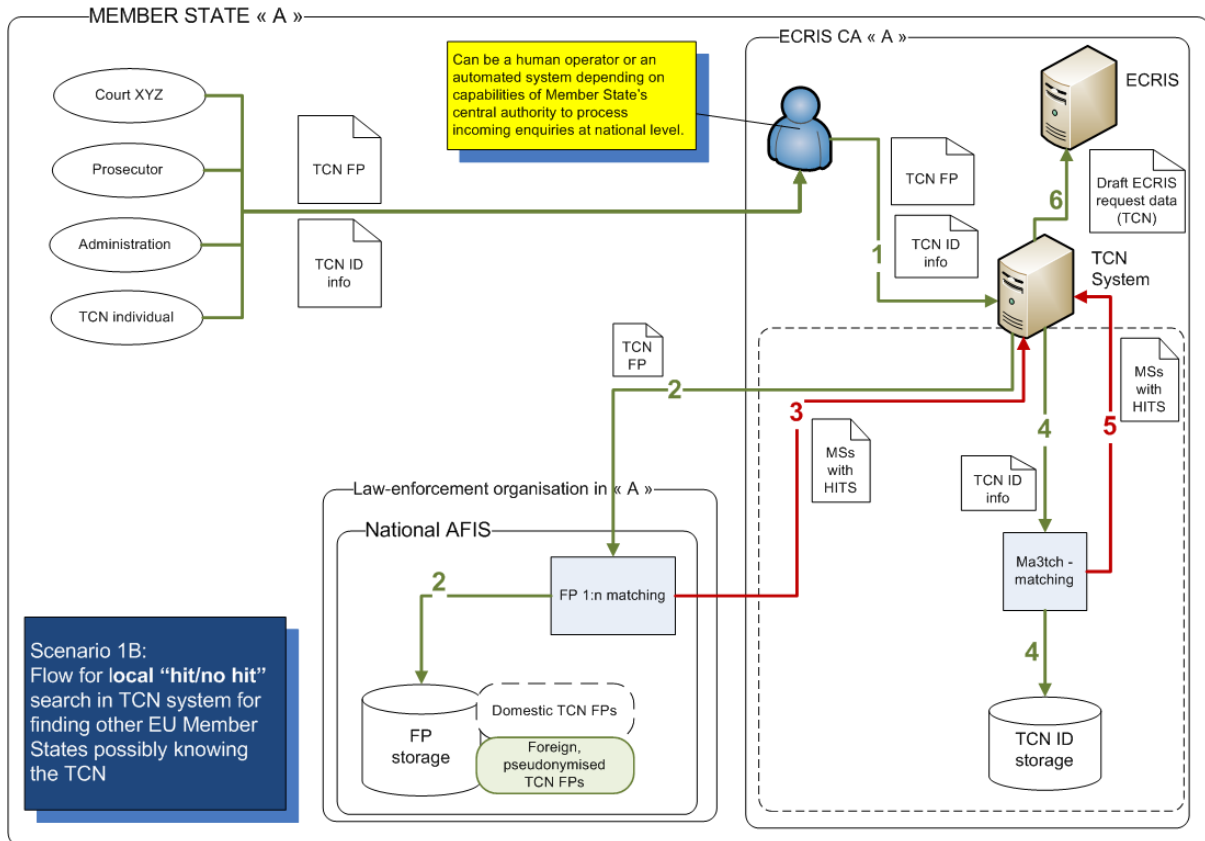 MEMBER STATE « A »
Court XYZ
Prosecutor
Administration
TCN individual
TCN FP
TCN ID
info
Can be a human operator or an
automated system depending on
capabilities of Member State's
central authority to process
incoming enquiries at national level.
ECRIS CA « A »
ECRIS
TCN FP
TCN ID
info
1
6
Draft ECRIS
request data
(TCN)
TCN
System
TCN
FP
2
3
MSs
with
HITS
4
5
MSs
with
HITS
TCN ID
info
Ma3tch -
matching
4
TCN ID
storage
Law-enforcement organisation in « A »
National AFIS
2
FP 1:n matching
FP
storage
Domestic TCN FPs
Foreign,
pseudonymised
TCN FPs
Scenario 1B:
Flow for local “hit/no hit”
search in TCN system for
finding other EU Member
States possibly knowing
the TCN